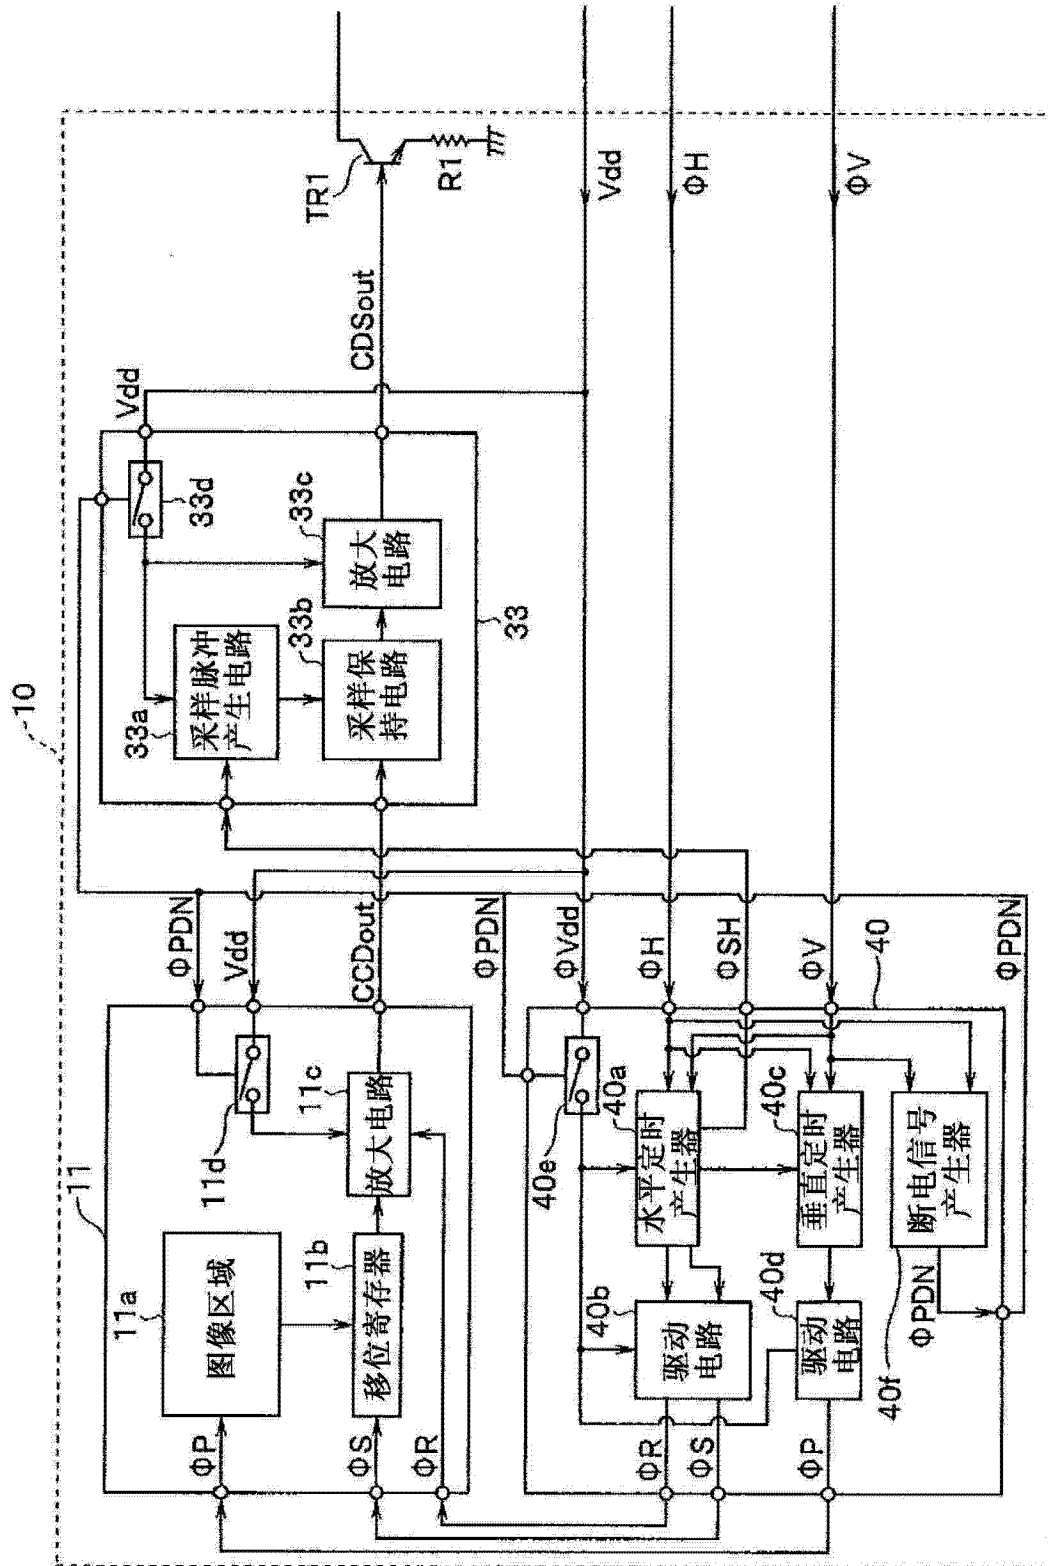 10
11
11a
图像区域
ΦP
11b
移位寄存器
ΦS
ΦR
11c
放大电路
11d
ΦPDN
Vdd
CCDout
33a
采样脉冲
产生电路
33b
采样保
持电路
33c
放大
电路
33d
33
Vdd
CDSout
TR1
R1
Vdd
ΦH
ΦV
ΦPDN
ΦVdd
ΦH
ΦSH
ΦV
40
ΦPDN
40e
40a
水平定时
产生器
40c
垂直定时
产生器
断电信号
产生器
40f
ΦPDN
40b
驱动
电路
40d
驱动
电路
ΦR
ΦS
ΦP